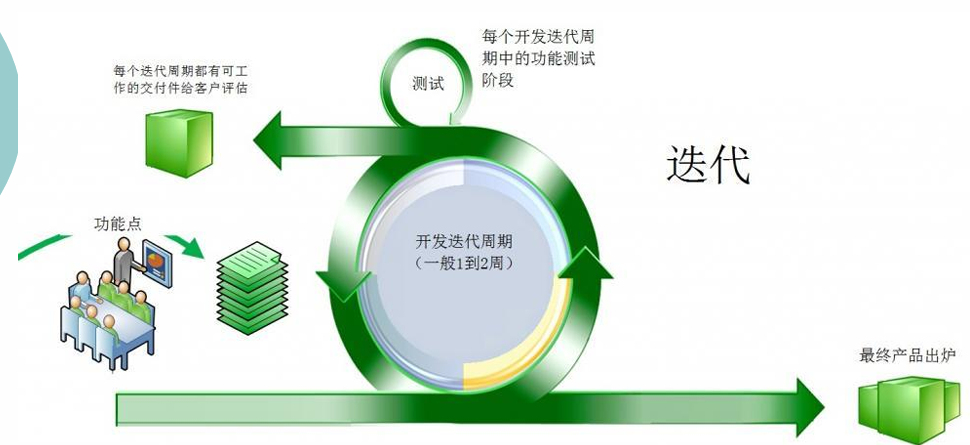 每个开发迭代周
期中的功能测试
阶段
测试
每个迭代周期都有可工
作的交付件给客户评估
迭代
功能点
开发迭代周期
（一般1到2周）
最终产品出炉